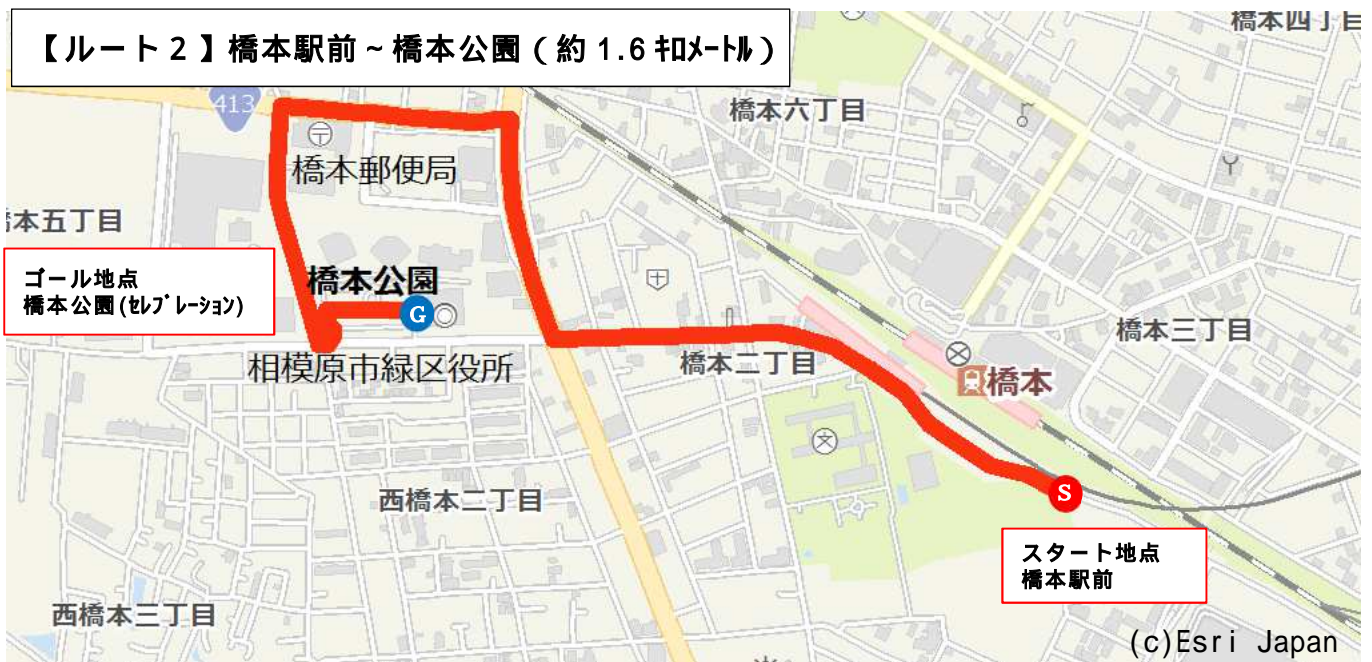 【ルート２】橋本駅前～橋本公園（約 1.6 ｷﾛﾒｰﾄﾙ）
橋本四丁目
413
橋本六丁目
〒
橋本郵便局
本五丁目
ゴール地点
橋本公園(ｾﾚﾌﾞﾚｰｼｮﾝ)
橋本公園
G
相模原市緑区役所
橋本二丁目
橋本三丁目
橋本
文
西橋本二丁目
S
スタート地点
橋本駅前
西橋本三丁目
(c)Esri Japan